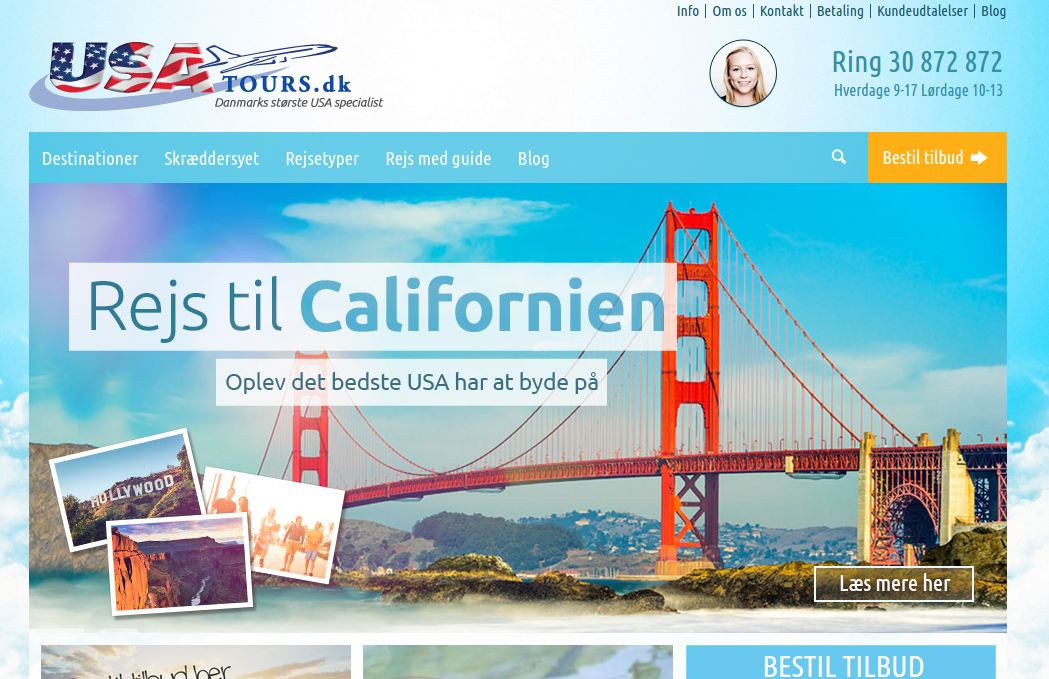 Info | Om os | Kontakt | Betaling | Kundeudtalelser | Blog
USA
TOURS.dk
Danmarks største USA specialist
Ring 30 872 872
Hverdage 9-17 Lørdage 10-13
Destinationer Skræddersyet Rejsetyper Rejs med guide Blog Bestil tilbud
Rejs til Californien
Oplev det bedste USA har at byde på
HOLLYWOOD
Læs mere her
tilbud her
BESTIL TILBUD